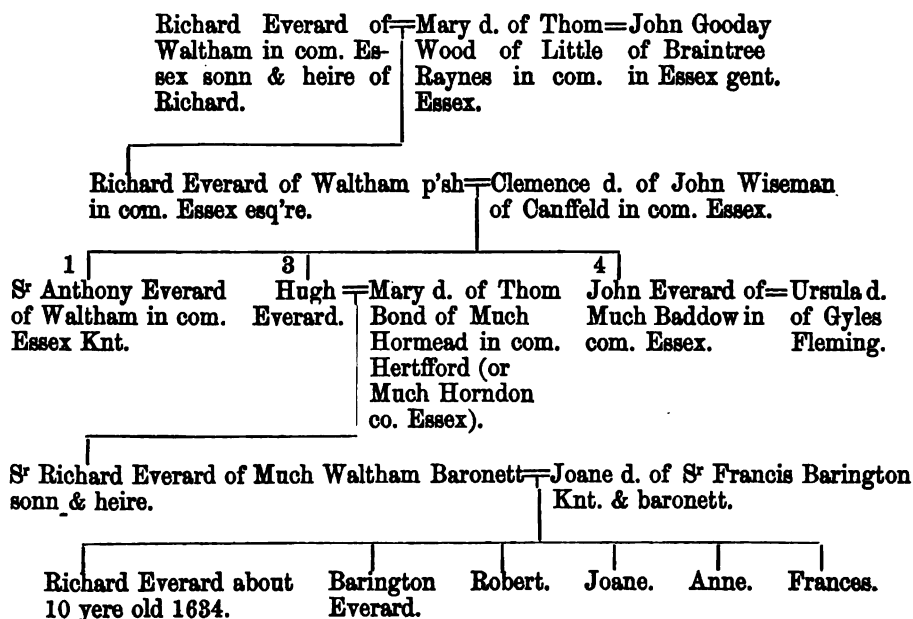 Richard Everard of=Mary d. of Thom=John Gooday
Waltham in com. Es- Wood of Little of Braintree
sex sonn & heire of Raynes in com. in Essex gent.
Richard. Essex.
Richard Everard of Waltham p'sh=Clemence d. of John Wiseman
in com. Essex esq're. of Canffeld in com. Essex.
1 3 4
Sr Anthony Everard Hugh=Mary d. of Thom John Everard of=Ursula d.
of Waltham in com. Everard. Bond of Much Much Baddow in of Gyles
Essex Knt. Hormead in com. com. Essex. Fleming.
Hertfford (or
Much Horndon
co. Essex).
Sr Richard Everard of Much Waltham Baronett=Joane d. of Sr Francis Barington
sonn & heire. Knt. & baronett.
Richard Everard about Barington Robert. Joane. Anne. Frances.
10 yere old 1634. Everard.